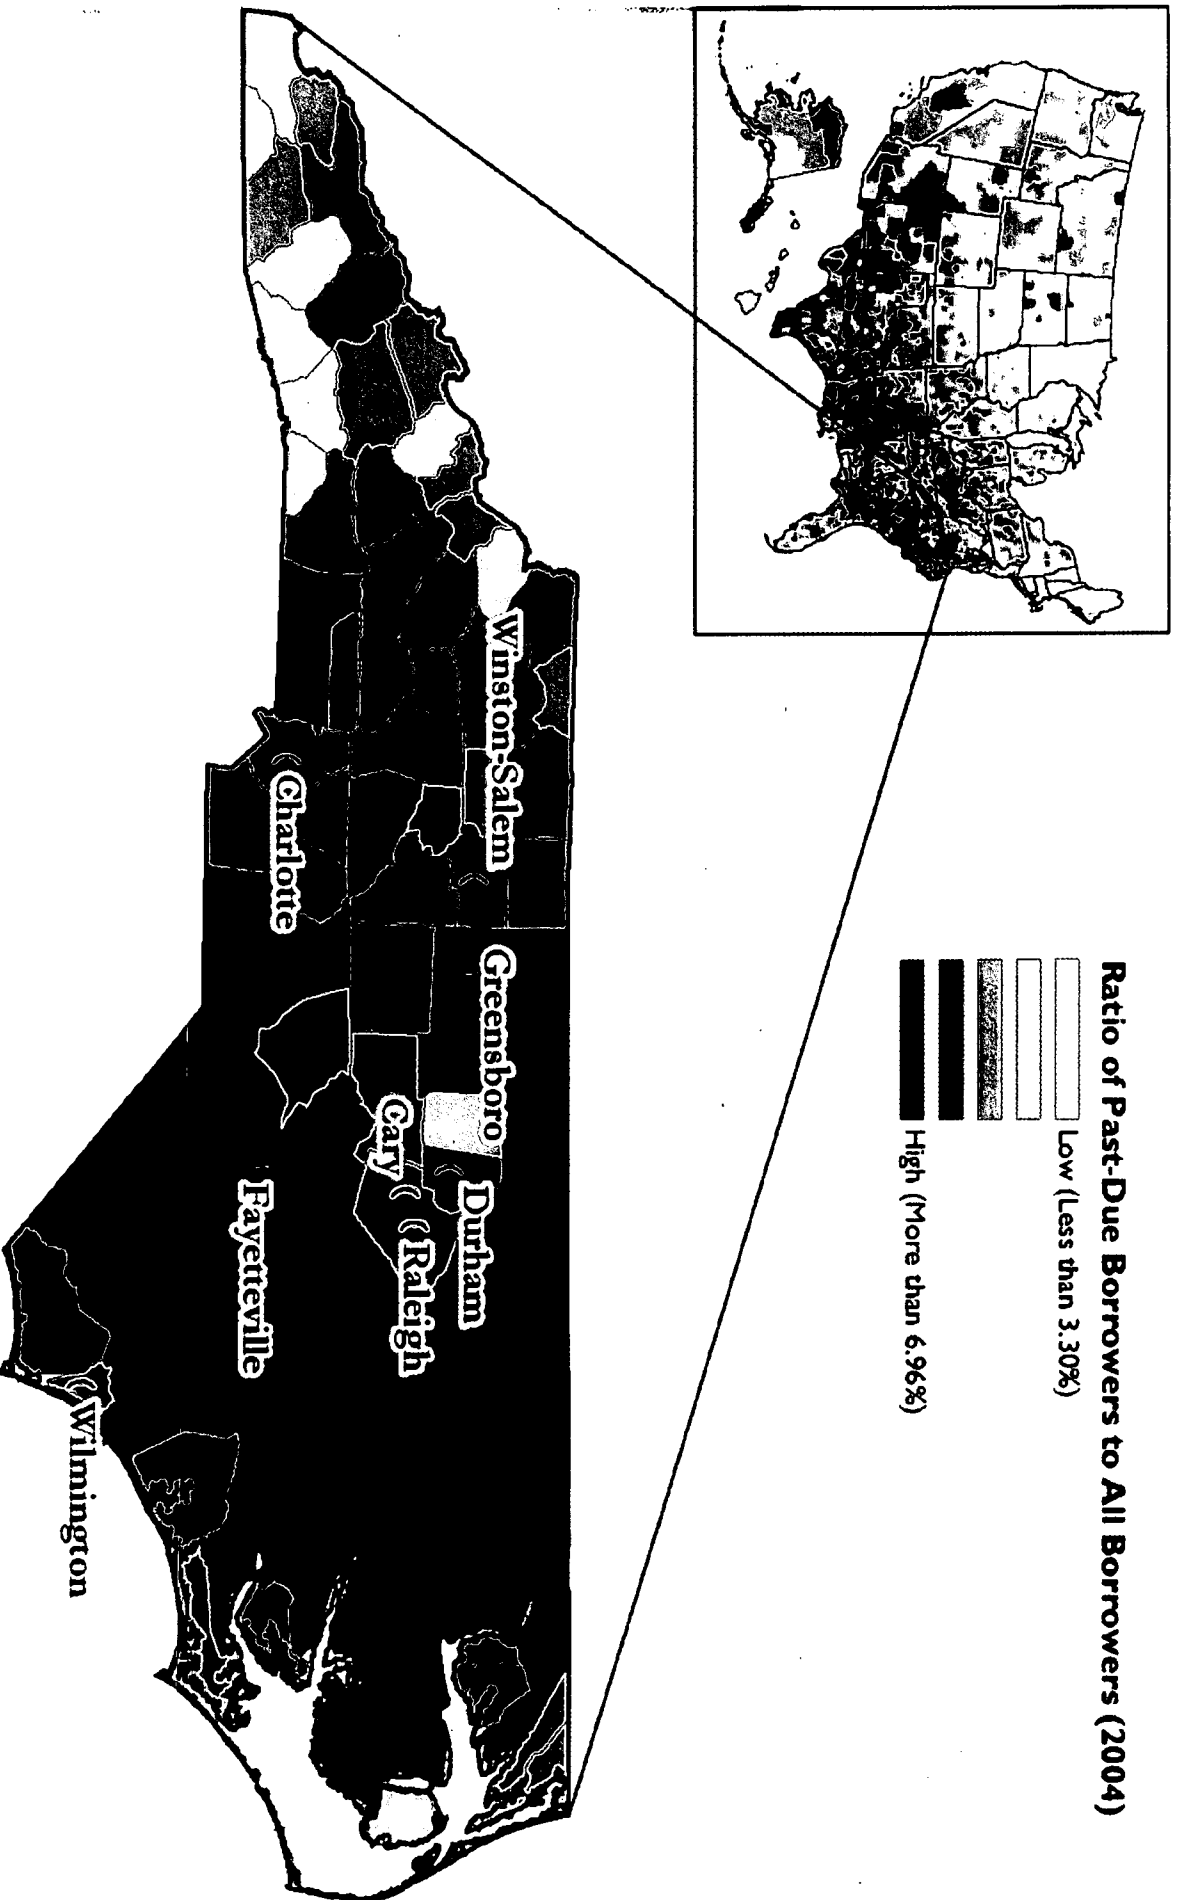 Ratio of Past-Due Borrowers to All Borrowers (2004)
Low (Less than 3.30%)
High (More than 6.96%)
Winston-Salem
Greensboro
Durham
Cary
Raleigh
Charlotte
Fayetteville
Wilmington